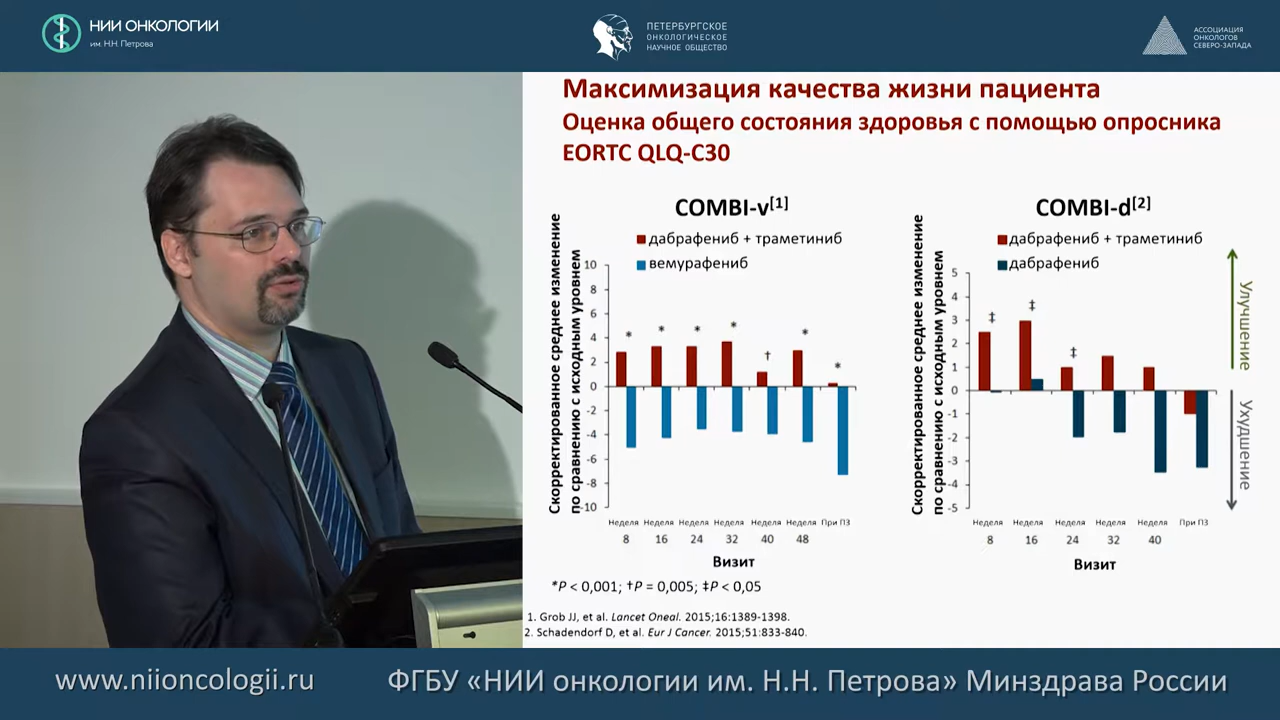 НИИ ОНКОЛОГИИ
им. Н.Н. Петрова
ПЕТЕРБУРГСКОЕ
ОНКОЛОГИЧЕСКОЕ
НАУЧНОЕ ОБЩЕСТВО
АССОЦИАЦИЯ
ОНКОЛОГОВ
СЕВЕРО-ЗАПАДА
Максимизация качества жизни пациента
Оценка общего состояния здоровья с помощью опросника
EORTC QLQ-C30
COMBI-v[1]
дабрафениб + траметиниб
вемурафениб
Скорректированное среднее изменение
по сравнению с исходным уровнем
10
8
6
4
2
0
-2
-4
-6
-8
-10
* * * * † * *
Неделя Неделя Неделя Неделя Неделя Неделя При ПЗ
8 16 24 32 40 48
Визит
COMBI-d[2]
дабрафениб + траметиниб
дабрафениб
Скорректированное среднее изменение
по сравнению с исходным уровнем
5
4
3
2
1
0
-1
-2
-3
-4
-5
‡ ‡ ‡
Неделя Неделя Неделя Неделя Неделя При ПЗ
8 16 24 32 40
Визит
Улучшение
Ухудшение
*P < 0,001; †P = 0,005; ‡P < 0,05
1. Grob JJ, et al. Lancet Oneal. 2015;16:1389-1398.
2. Schadendorf D, et al. Eur J Cancer. 2015;51:833-840.
www.niioncologii.ru
ФГБУ «НИИ онкологии им. Н.Н. Петрова» Минздрава России